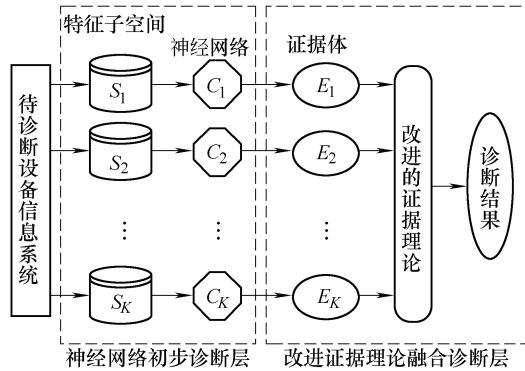 特征子空间
神经网络
证据体
待诊断设备信息系统
S1
C1
E1
S2
C2
E2
⋮
⋮
⋮
SK
CK
EK
改进的证据理论
诊断结果
神经网络初步诊断层
改进证据理论融合诊断层